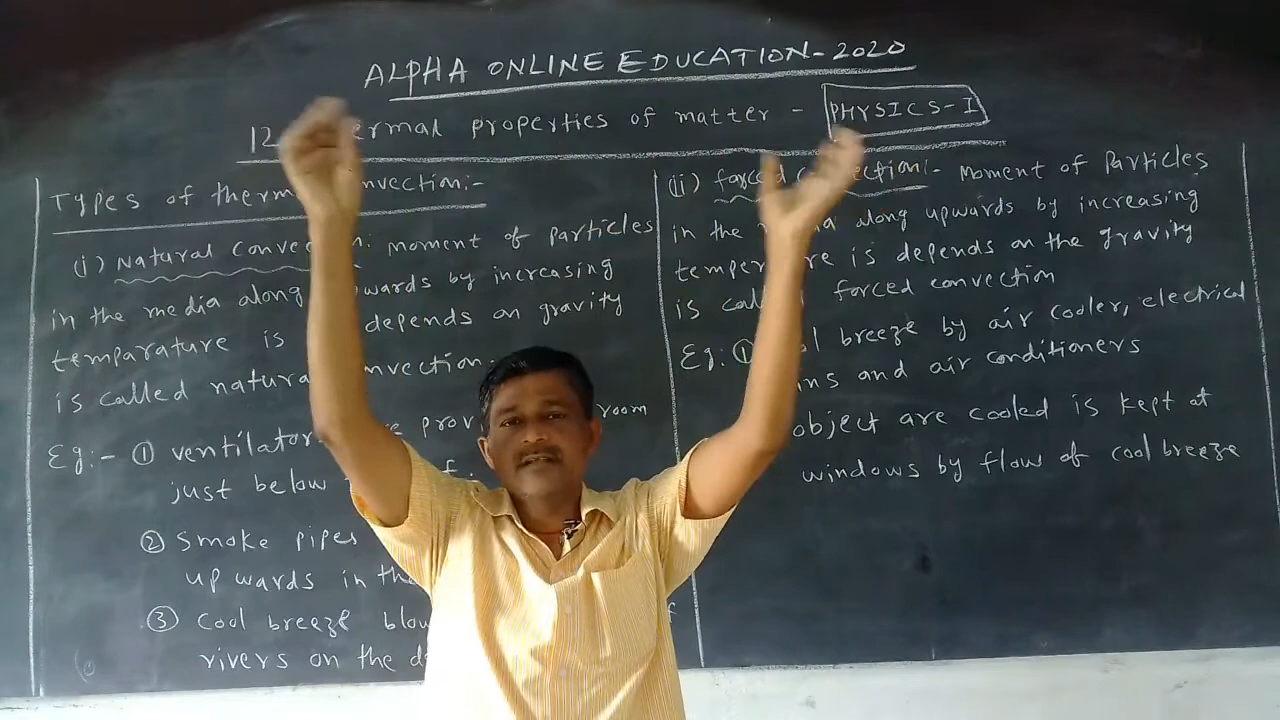 ALPHA ONLINE EDUCATION-2020
12 ermal properties of matter - PHYSICS-I
Types of therm nvection:-
(i) Natural conve n: moment of particles
in the media along wards by increasing
temparature is depends on gravity
is called natura nvection.
Eg:- ① ventilator prov room
just below
② smoke pipes
up wards in the
③ cool breeze blow
rivers on the d
(ii) forced c ection:- moment of particles
in the m a along upwards by increasing
temper re is depends on the gravity
is cal forced convection
Eg: ① l breeze by air cooler, electrical
ns and air conditioners
object are cooled is kept at
windows by flow of cool breeze